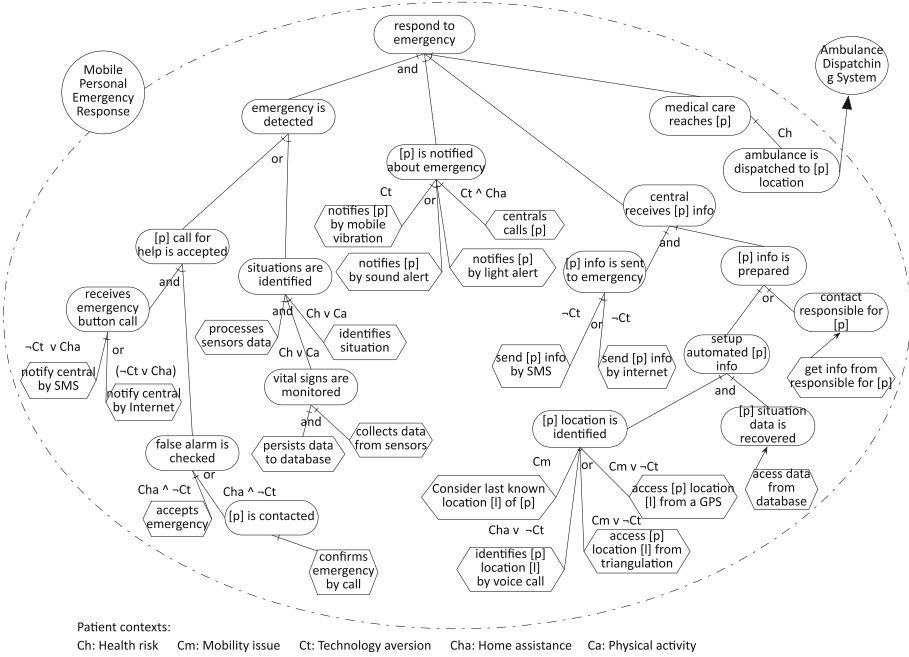 respond to
emergency
and
Mobile
Personal
Emergency
Response
Ambulance
Dispatchin
g System
emergency is
detected
or
medical care
reaches [p]
Ch
ambulance is
dispatched to [p]
location
[p] is notified
about emergency
Ct
or
Ct ^ Cha
notifies [p]
by mobile
vibration
centrals
calls [p]
notifies [p]
by sound alert
notifies [p]
by light alert
central
receives [p] info
and
[p] call for
help is accepted
and
situations are
identified
and
Ch v Ca
[p] info is sent
to emergency
[p] info is
prepared
or
receives
emergency
button call
processes
sensors data
identifies
situation
Ch v Ca
¬Ct
or
¬Ct
contact
responsible for
[p]
¬Ct v Cha
or
notify central
by SMS
(¬Ct v Cha)
notify central
by Internet
vital signs are
monitored
and
send [p] info
by SMS
send [p] info
by internet
setup
automated [p]
info
and
get info from
responsible for [p]
false alarm is
checked
or
persists data
to database
collects data
from sensors
[p] location is
identified
or
[p] situation
data is
recovered
Cha ^ ¬Ct
Cha ^ ¬Ct
accepts
emergency
[p] is contacted
Cm
Cm v ¬Ct
Consider last known
location [l] of [p]
access [p] location
[l] from a GPS
acess data
from
database
Cha v ¬Ct
Cm v ¬Ct
identifies [p]
location [l]
by voice call
access [p]
location [l] from
triangulation
confirms
emergency
by call
Patient contexts:
Ch: Health risk Cm: Mobility issue Ct: Technology aversion Cha: Home assistance Ca: Physical activity